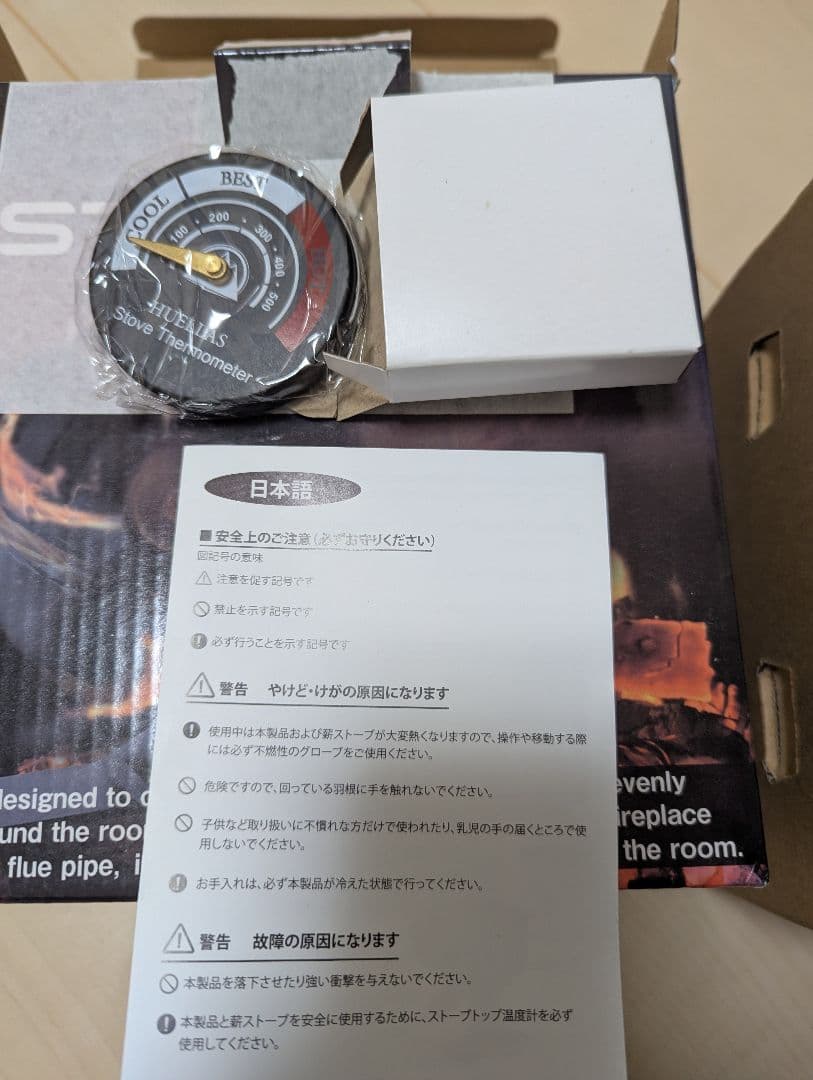 ST
COOL
BEST
100 · 200 · 300 · 400 · 500
HUELIAS
Stove Thermometer
日本語
■ 安全上のご注意（必ずお守りください）
図記号の意味
注意を促す記号です
禁止を示す記号です
必ず行うことを示す記号です
警告　やけど・けがの原因になります
使用中は本製品および薪ストーブが大変熱くなりますので、操作や移動する際
には必ず不燃性のグローブをご使用ください。
危険ですので、回っている羽根に手を触れないでください。
子供など取り扱いに不慣れな方だけで使われたり、乳児の手の届くところで使
用しないでください。
お手入れは、必ず本製品が冷えた状態で行ってください。
警告　故障の原因になります
本製品を落下させたり強い衝撃を与えないでください。
本製品と薪ストーブを安全に使用するために、ストーブトップ温度計を必ず
使用してください。
designed to
evenly
und the roo
ireplace
flue pipe, i
the room.